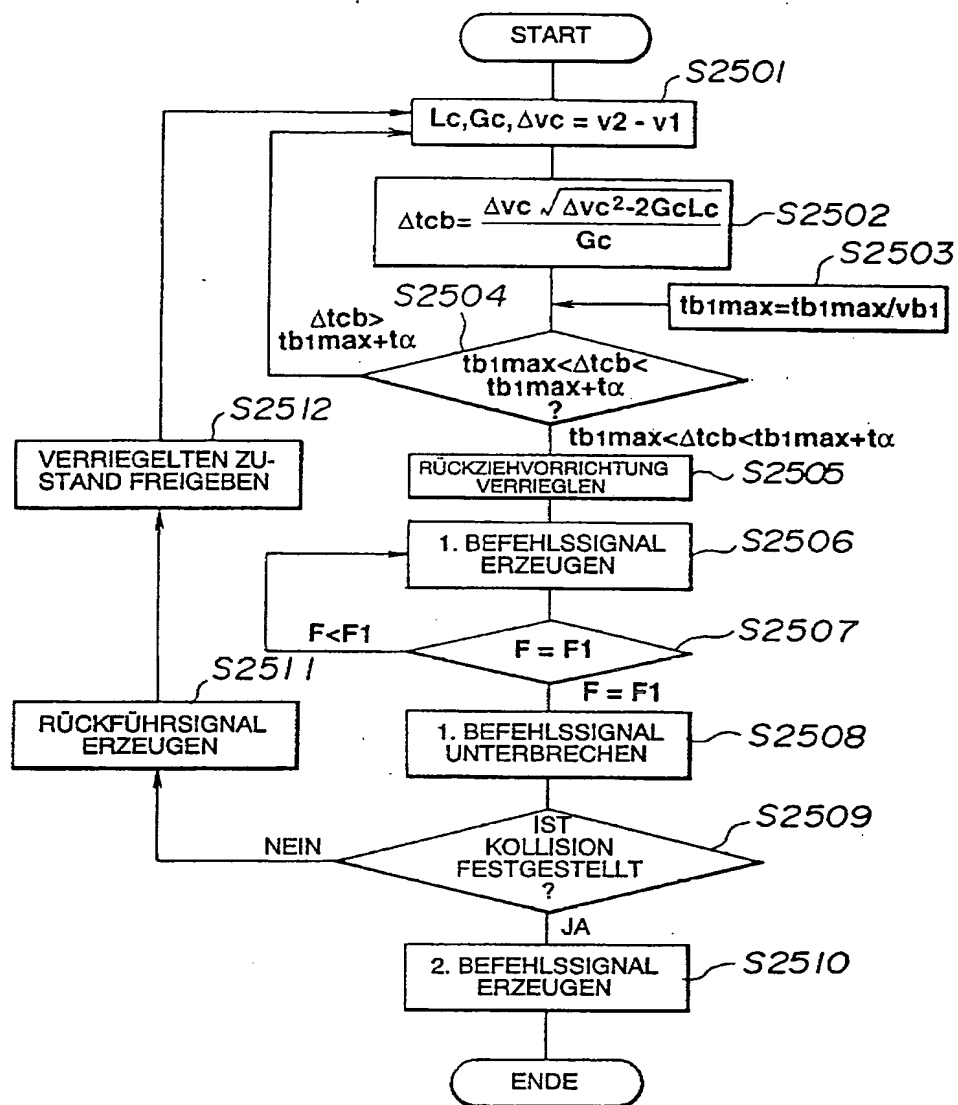 START
S2501
Lc,Gc,Δvc = v2 - v1
Δtcb= Δvc √Δvc²-2GcLc / Gc
S2502
S2503
tb1max=tb1max/vb1
S2504
Δtcb>
tb1max+tα
tb1max<Δtcb<
tb1max+tα
?
tb1max<Δtcb<tb1max+tα
S2512
VERRIEGELTEN ZU-
STAND FREIGEBEN
RÜCKZIEHVORRICHTUNG
VERRIEGLEN
S2505
1. BEFEHLSSIGNAL
ERZEUGEN
S2506
F<F1
F = F1
S2507
F = F1
S2511
RÜCKFÜHRSIGNAL
ERZEUGEN
1. BEFEHLSSIGNAL
UNTERBRECHEN
S2508
NEIN
IST
KOLLISION
FESTGESTELLT
?
S2509
JA
2. BEFEHLSSIGNAL
ERZEUGEN
S2510
ENDE